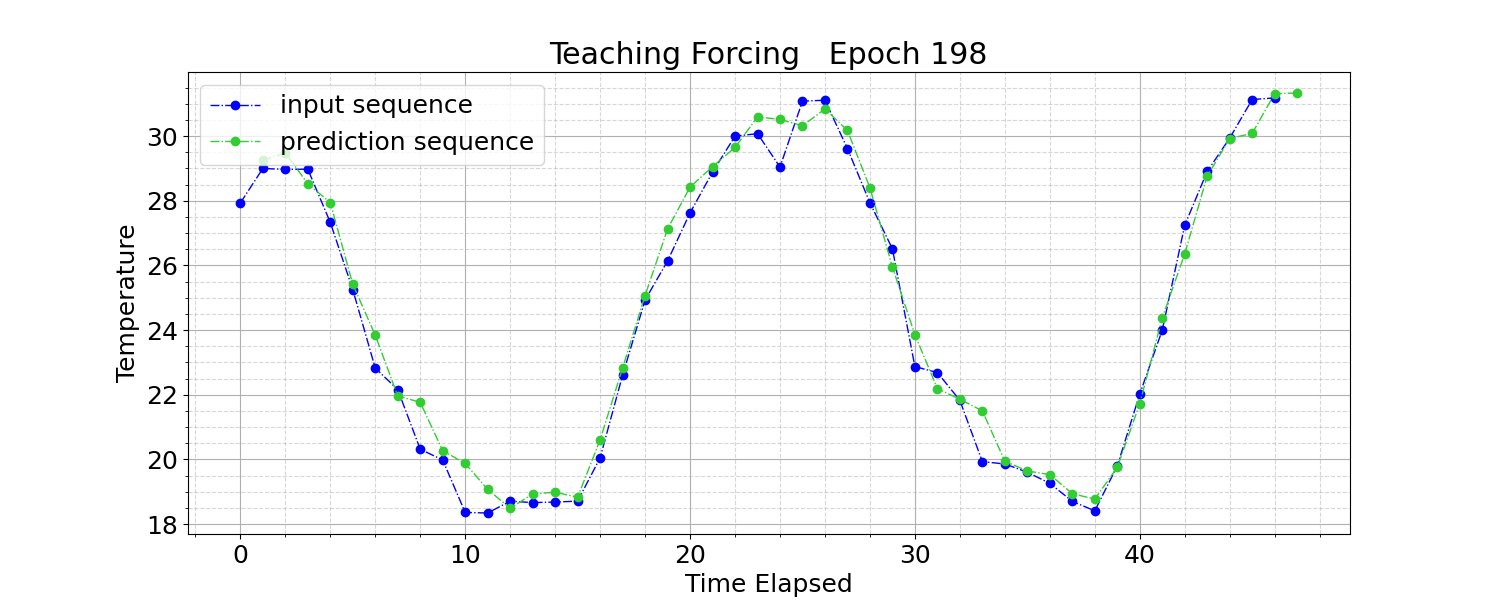 Teaching Forcing   Epoch 198
input sequence
prediction sequence
Temperature
30
28
26
24
22
20
18
0 10 20 30 40
Time Elapsed